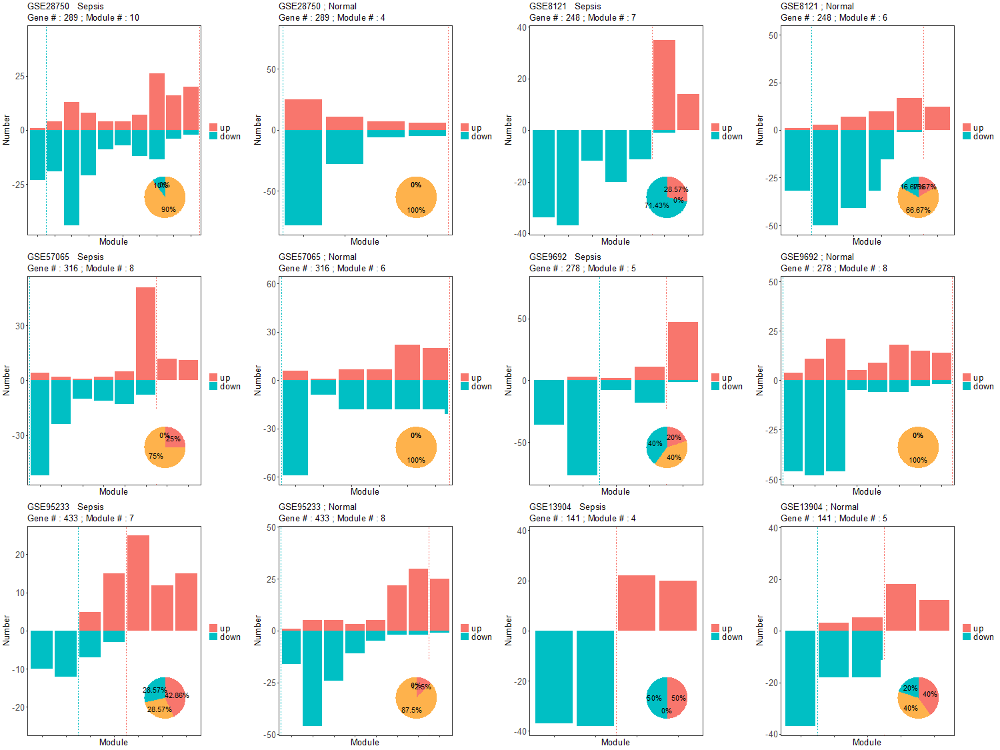 GSE28750   Sepsis
Gene # : 289 ; Module # : 10
Number
25
0
-25
90%
Module
up
down
GSE28750 ; Normal
Gene # : 289 ; Module # : 4
Number
50
0
-50
0%
100%
Module
up
down
GSE8121   Sepsis
Gene # : 248 ; Module # : 7
Number
40
20
0
-20
-40
28.57%
0%
71.43%
Module
up
down
GSE8121 ; Normal
Gene # : 248 ; Module # : 6
Number
50
25
0
-25
-50
66.67%
Module
up
down
GSE57065   Sepsis
Gene # : 316 ; Module # : 8
Number
30
0
-30
0%
25%
75%
Module
up
down
GSE57065 ; Normal
Gene # : 316 ; Module # : 6
Number
60
30
0
-30
-60
0%
100%
Module
up
down
GSE9692   Sepsis
Gene # : 278 ; Module # : 5
Number
50
0
-50
20%
40%
40%
Module
up
down
GSE9692 ; Normal
Gene # : 278 ; Module # : 8
Number
50
25
0
-25
-50
0%
100%
Module
up
down
GSE95233   Sepsis
Gene # : 433 ; Module # : 7
Number
20
10
0
-10
-20
28.57%
42.86%
28.57%
Module
up
down
GSE95233 ; Normal
Gene # : 433 ; Module # : 8
Number
50
25
0
-25
-50
87.5%
Module
up
down
GSE13904   Sepsis
Gene # : 141 ; Module # : 4
Number
40
20
0
-20
-40
50%
50%
0%
Module
up
down
GSE13904 ; Normal
Gene # : 141 ; Module # : 5
Number
40
20
0
-20
-40
20%
40%
40%
Module
up
down